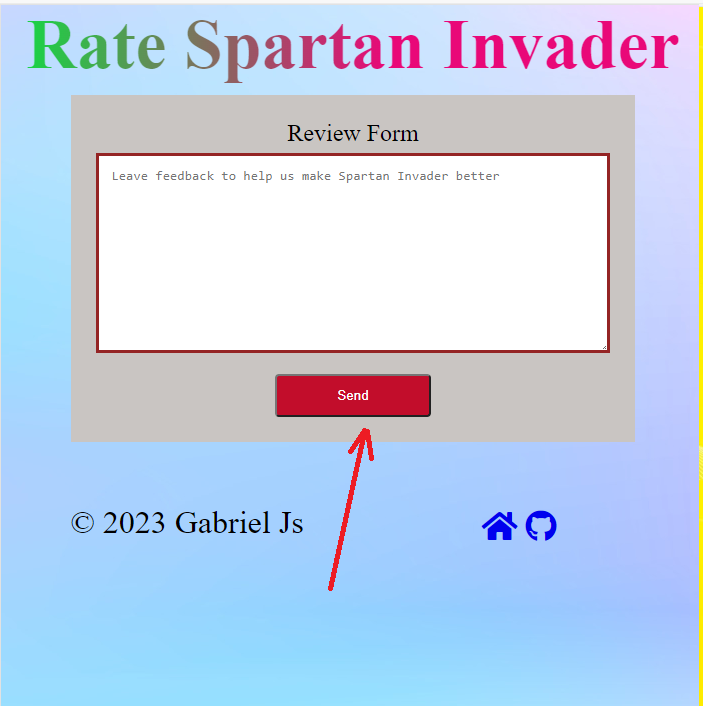 Rate Spartan Invader
Review Form
Leave feedback to help us make Spartan Invader better
Send
© 2023 Gabriel Js